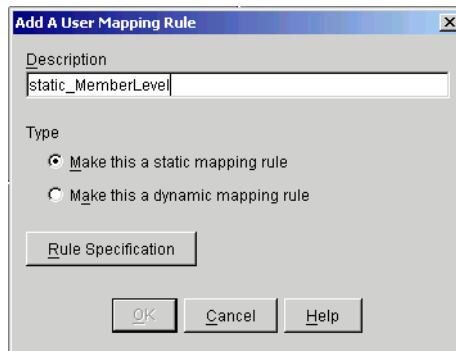 Add A User Mapping Rule
Description
static_MemberLevel
Type
Make this a static mapping rule
Make this a dynamic mapping rule
Rule Specification
OK Cancel Help